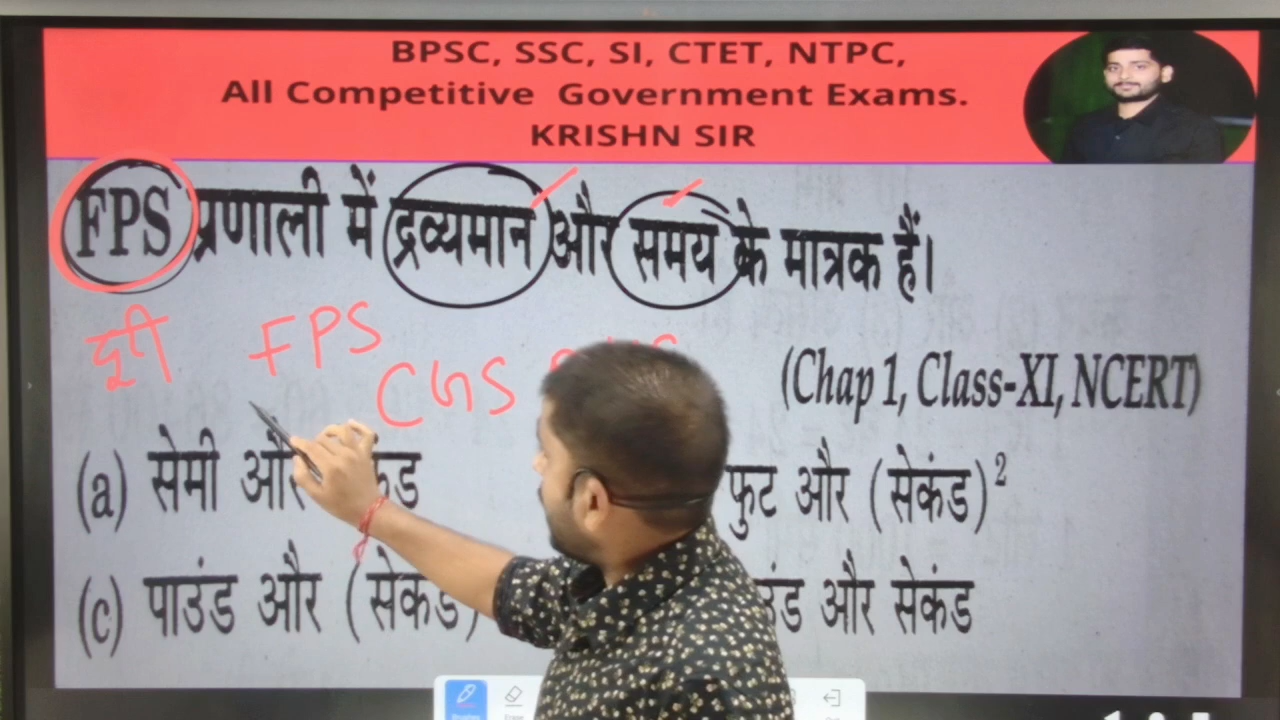 BPSC, SSC, SI, CTET, NTPC,
All Competitive Government Exams.
KRISHN SIR
FPS प्रणाली में द्रव्यमान और समय के मात्रक हैं।
दूरी FPS
CGS
(Chap 1, Class-XI, NCERT)
(a) सेमी और
फुट और (सेकंड)²
(c) पाउंड और (सेकंड)
और सेकंड